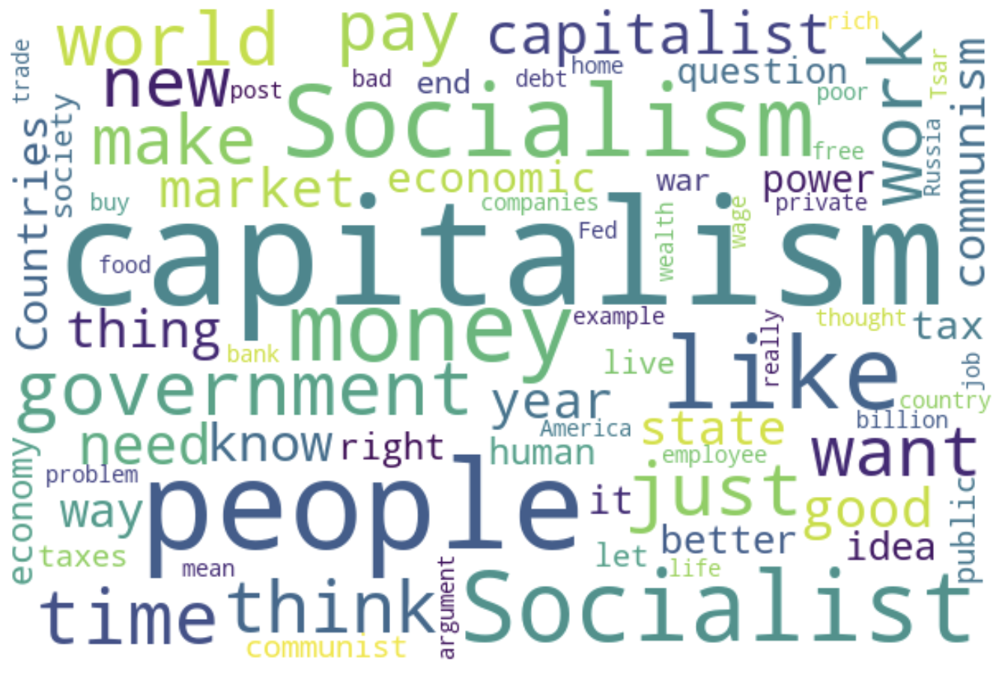 world
pay
capitalist
rich
trade
new
post
bad
end
debt
home
question
work
Tsar
communism
society
make
Socialism
poor
free
Russia
Countries
market
economic
war
power
buy
companies
private
capitalism
food
Fed
wealth
wage
thing
money
example
thought
tax
bank
live
like
really
job
government
year
country
billion
need
know
right
America
state
human
employee
want
economy
problem
people
it
just
good
way
taxes
better
idea
public
mean
let
life
time
think
argument
Socialist
communist